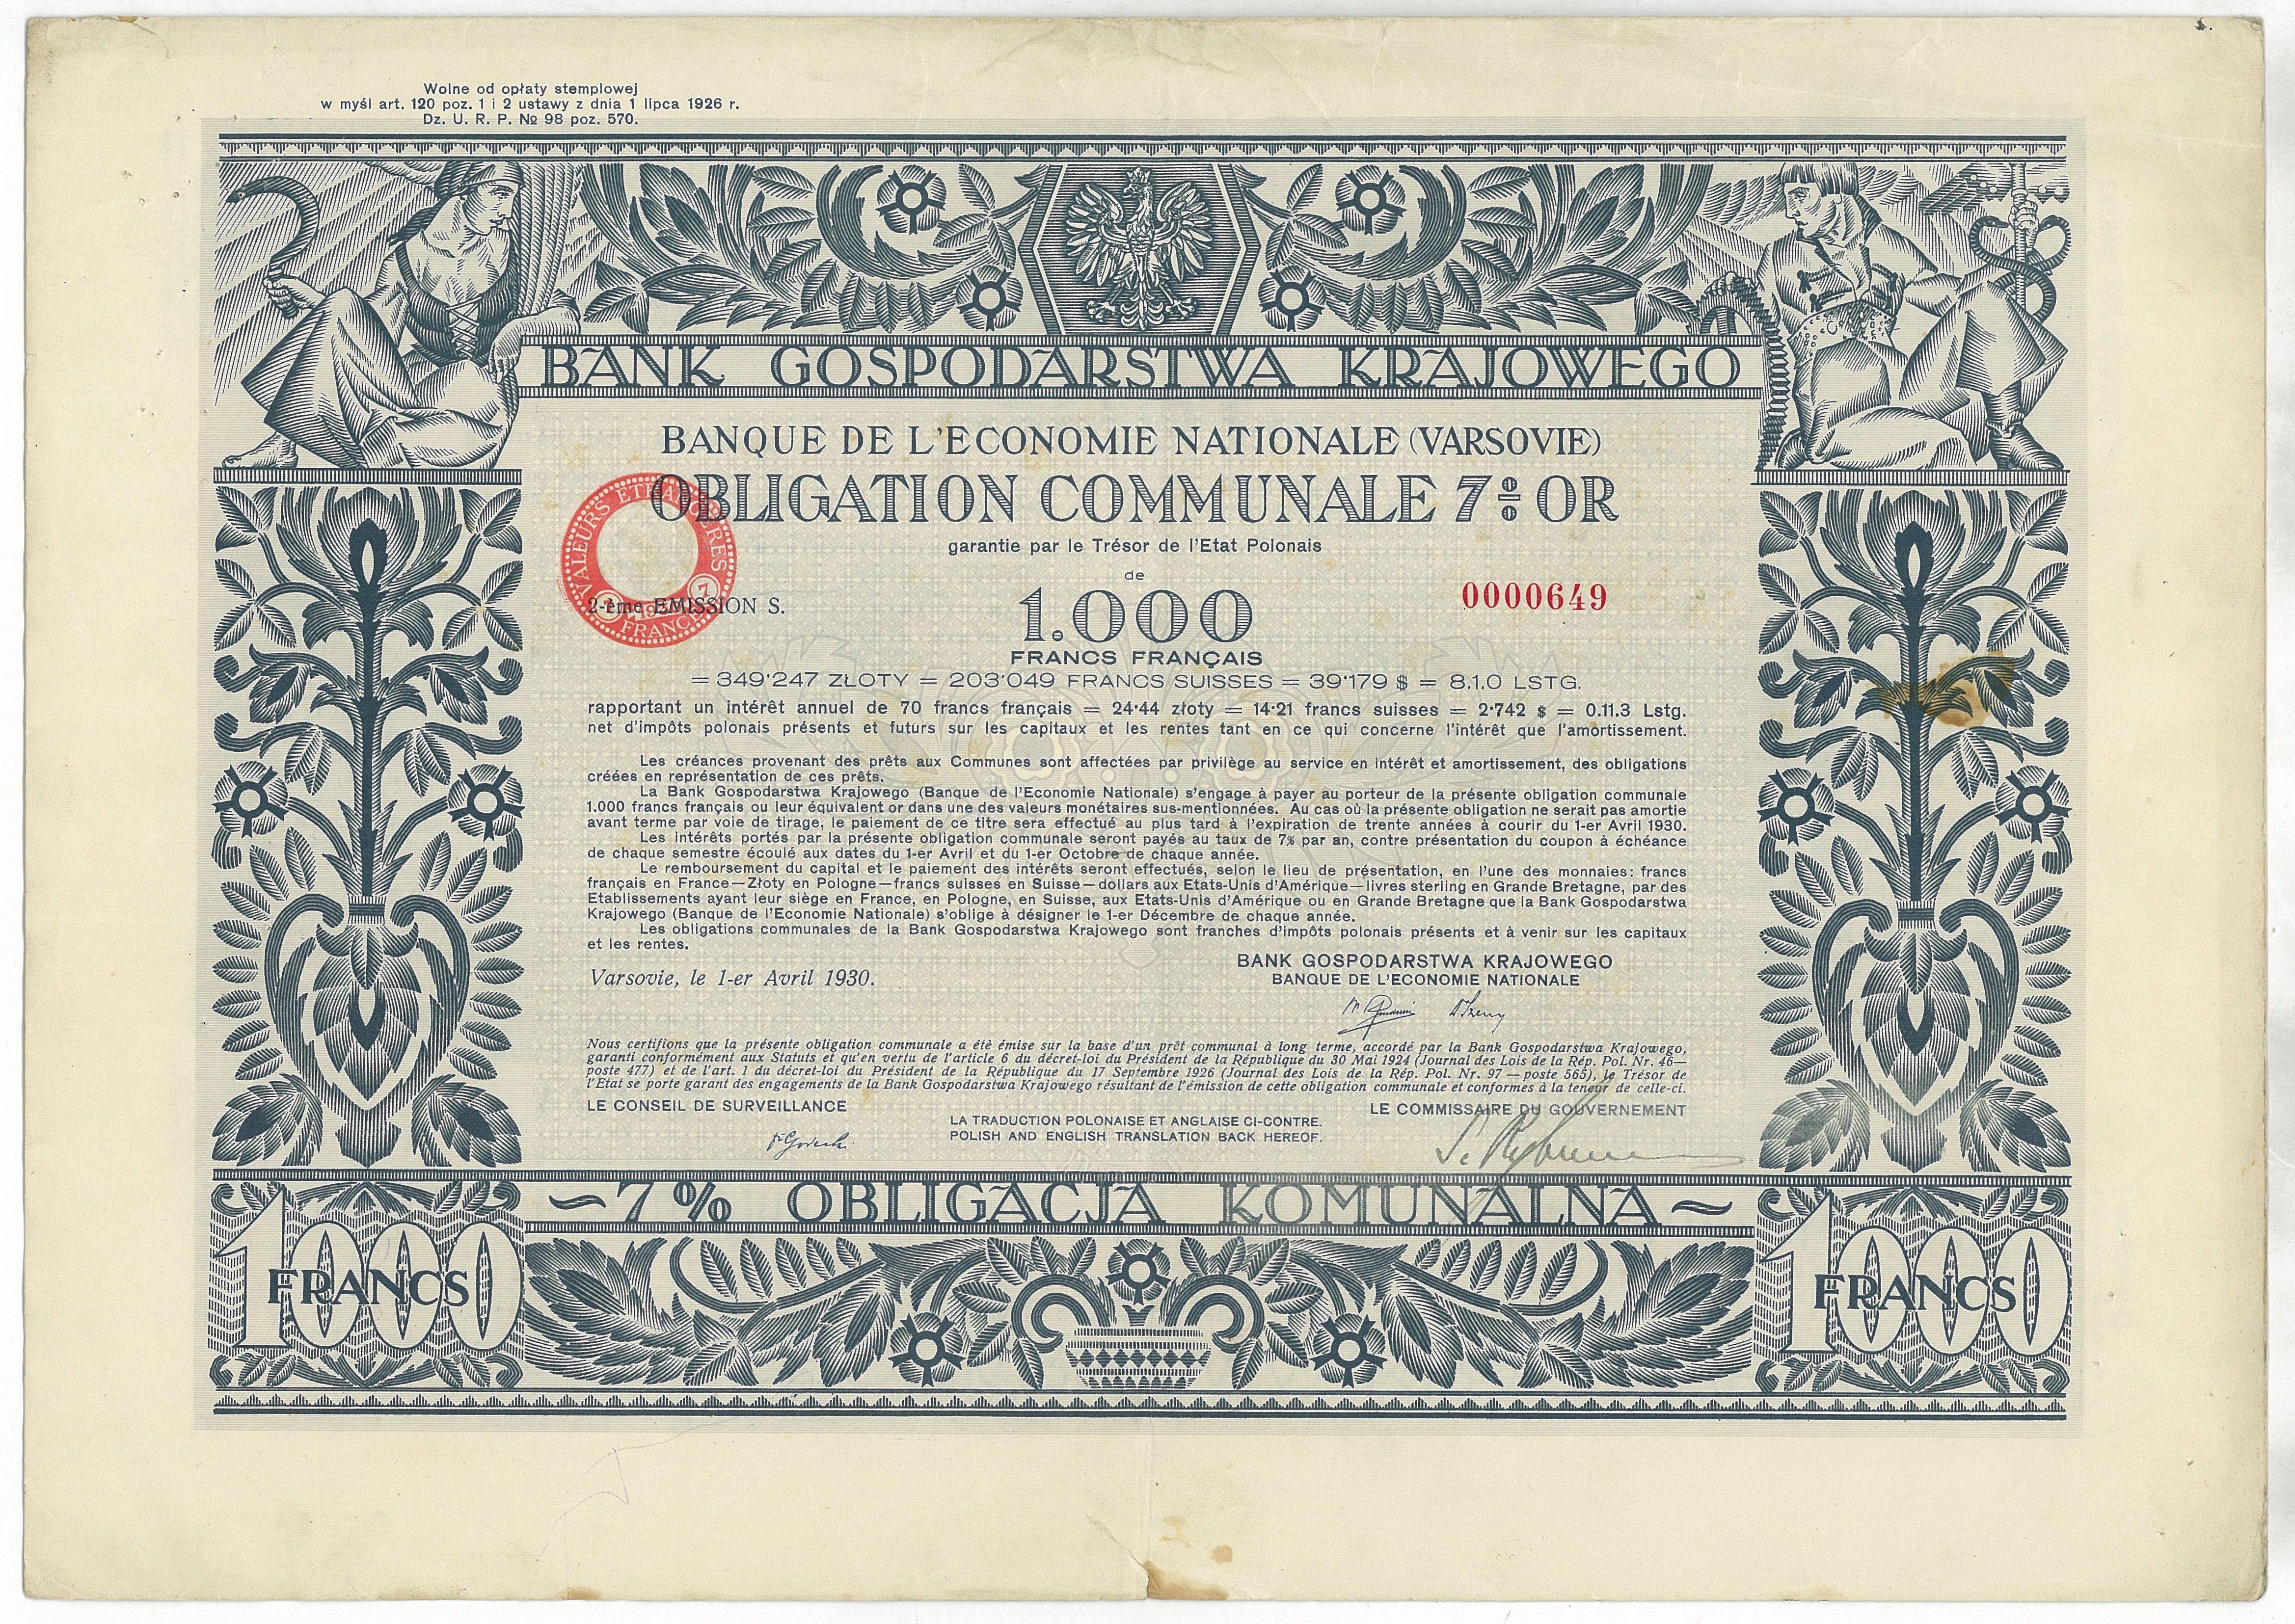 Wolne od opłaty stemplowej
w myśl art. 120 poz. 1 i 2 ustawy z dnia 1 lipca 1926 r.
Dz. U. R. P. № 98 poz. 570.
BANK GOSPODARSTWA KRAJOWEGO
BANQUE DE L'ECONOMIE NATIONALE (VARSOVIE)
OBLIGATION COMMUNALE 7% OR
garantie par le Trésor de l'Etat Polonais
de
VALEURS ETRANGERES
7
FRANCE
2-ème EMISSION S.
1.000
0000649
FRANCS FRANÇAIS
= 349·247 ZŁOTY = 203·049 FRANCS SUISSES = 39·179 $ = 8.1.0 LSTG.
rapportant un intérêt annuel de 70 francs français = 24·44 złoty = 14·21 francs suisses = 2·742 $ = 0.11.3 Lstg.
net d'impôts polonais présents et futurs sur les capitaux et les rentes tant en ce qui concerne l'intérêt que l'amortissement.
Les créances provenant des prêts aux Communes sont affectées par privilège au service en intérêt et amortissement, des obligations
créées en représentation de ces prêts.
La Bank Gospodarstwa Krajowego (Banque de l'Economie Nationale) s'engage à payer au porteur de la présente obligation communale
1.000 francs français ou leur équivalent or dans une des valeurs monétaires sus-mentionnées. Au cas où la présente obligation ne serait pas amortie
avant terme par voie de tirage, le paiement de ce titre sera effectué au plus tard à l'expiration de trente années à courir du 1-er Avril 1930.
Les intérêts portés par la présente obligation communale seront payés au taux de 7% par an, contre présentation du coupon à échéance
de chaque semestre écoulé aux dates du 1-er Avril et du 1-er Octobre de chaque année.
Le remboursement du capital et le paiement des intérêts seront effectués, selon le lieu de présentation, en l'une des monnaies: francs
français en France—Złoty en Pologne—francs suisses en Suisse—dollars aux Etats-Unis d'Amérique—livres sterling en Grande Bretagne, par des
Etablissements ayant leur siège en France, en Pologne, en Suisse, aux Etats-Unis d'Amérique ou en Grande Bretagne que la Bank Gospodarstwa
Krajowego (Banque de l'Economie Nationale) s'oblige à désigner le 1-er Décembre de chaque année.
Les obligations communales de la Bank Gospodarstwa Krajowego sont franches d'impôts polonais présents et à venir sur les capitaux
et les rentes.
BANK GOSPODARSTWA KRAJOWEGO
Varsovie, le 1-er Avril 1930.
BANQUE DE L'ECONOMIE NATIONALE
Nous certifions que la présente obligation communale a étè émise sur la base d'un prêt communal à long terme, accordé par la Bank Gospodarstwa Krajowego,
garanti conformément aux Statuts et qu'en vertu de l'article 6 du décret-loi du Président de la République du 30 Mai 1924 (Journal des Lois de la Rép. Pol. Nr. 46—
poste 477) et de l'art. 1 du décret-loi du Président de la République du 17 Septembre 1926 (Journal des Lois de la Rép. Pol. Nr. 97—poste 565), le Trésor de
l'Etat se porte garant des engagements de la Bank Gospodarstwa Krajowego résultant de l'émission de cette obligation communale et conformes à la teneur de celle-ci.
LE CONSEIL DE SURVEILLANCE
LE COMMISSAIRE DU GOUVERNEMENT
LA TRADUCTION POLONAISE ET ANGLAISE CI-CONTRE.
POLISH AND ENGLISH TRANSLATION BACK HEREOF.
~7% OBLIGACJA KOMUNALNA~
1000 FRANCS
1000 FRANCS